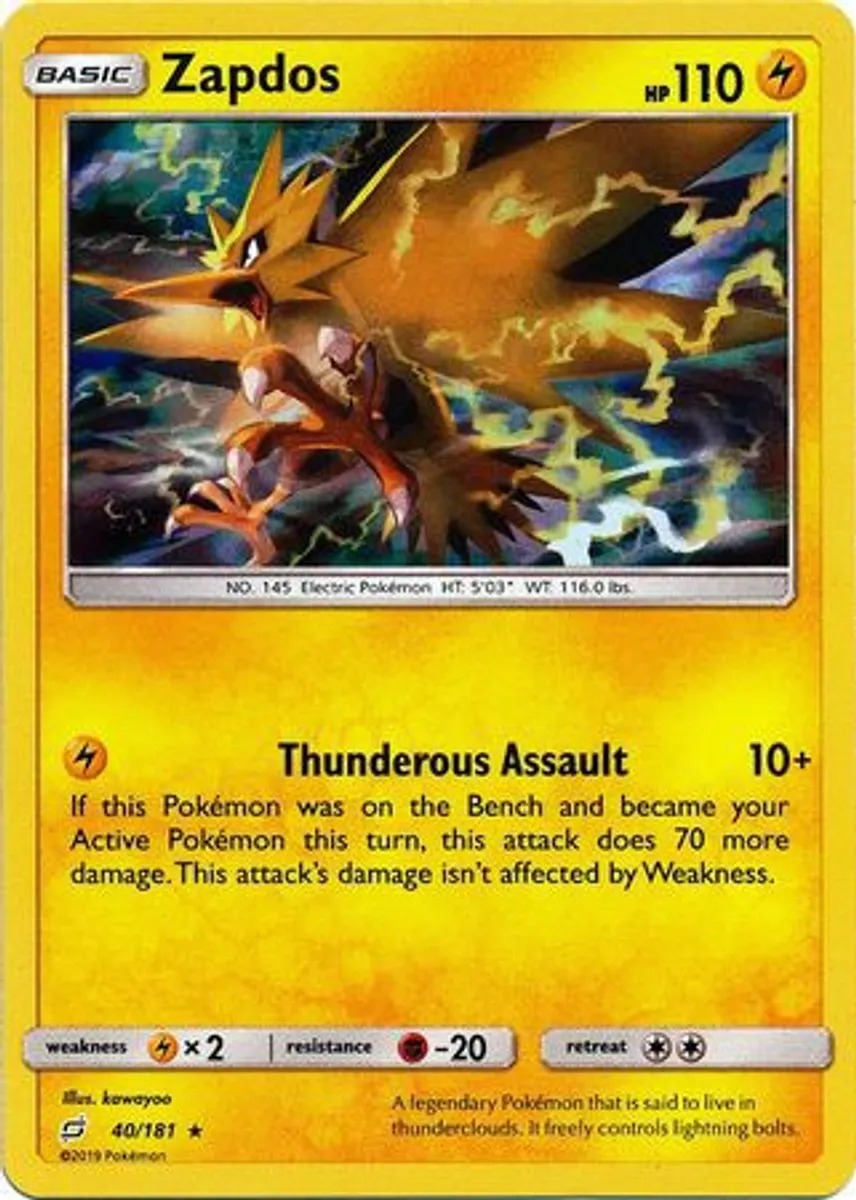 BASIC Zapdos HP 110
NO. 145 Electric Pokémon HT: 5'03" WT: 116.0 lbs.
Thunderous Assault 10+
If this Pokémon was on the Bench and became your
Active Pokémon this turn, this attack does 70 more
damage. This attack's damage isn't affected by Weakness.
weakness × 2 resistance -20 retreat
Illus. kawayoo
40/181 ★
©2019 Pokémon
A legendary Pokémon that is said to live in
thunderclouds. It freely controls lightning bolts.